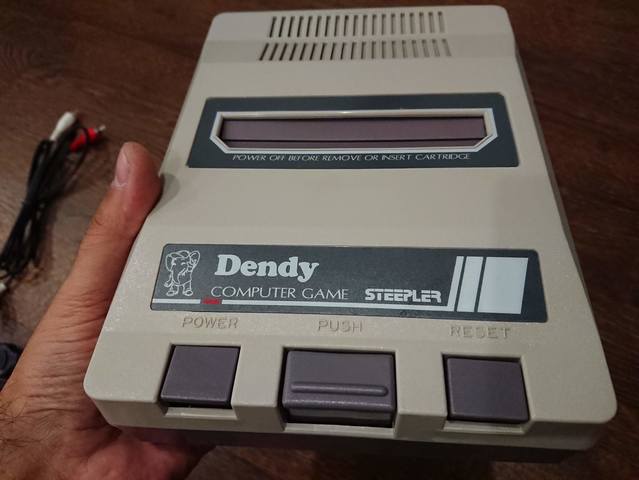 POWER OFF BEFORE REMOVE OR INSERT CARTRIDGE
Dendy
COMPUTER GAME STEEPLER
POWER PUSH RESET